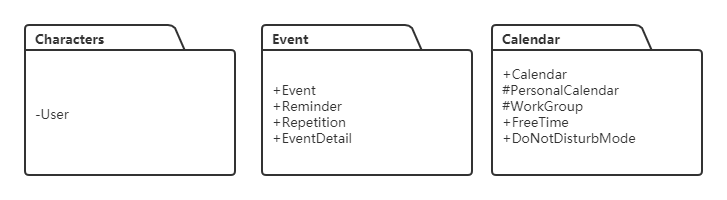 Characters
-User
Event
+Event
+Reminder
+Repetition
+EventDetail
Calendar
+Calendar
#PersonalCalendar
#WorkGroup
+FreeTime
+DoNotDisturbMode